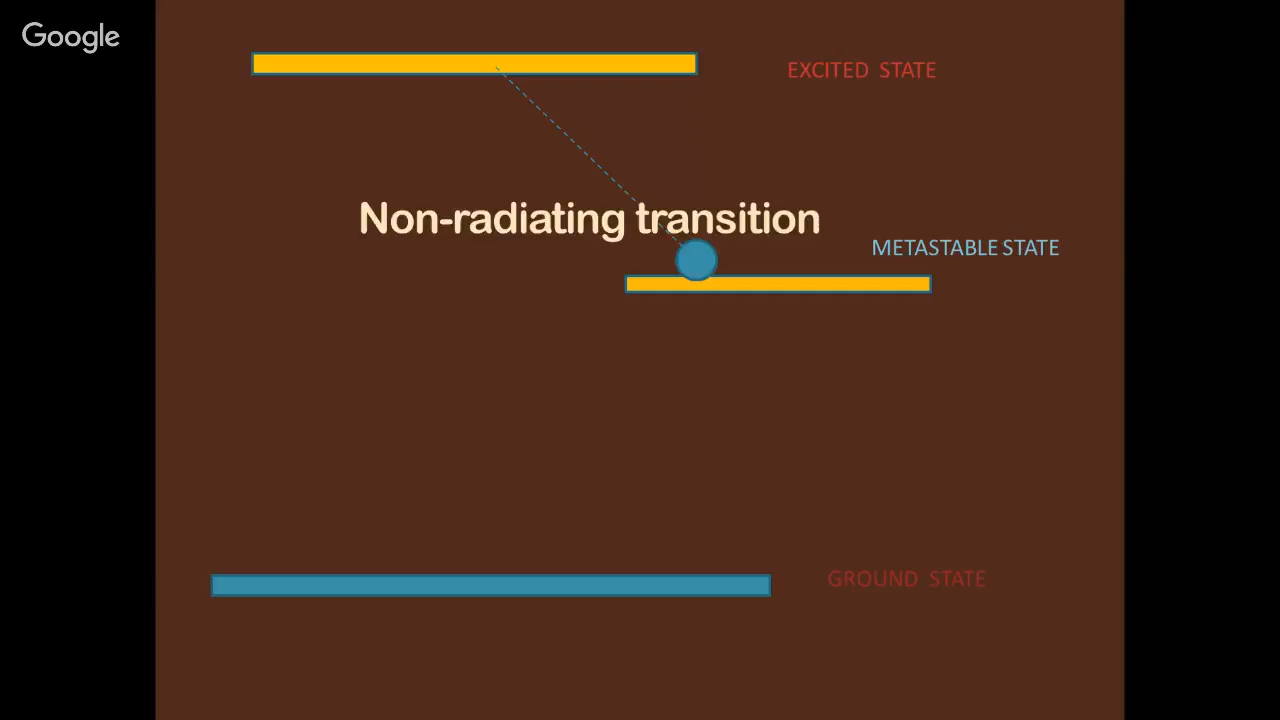 Google
EXCITED STATE
Non-radiating transition
METASTABLE STATE
GROUND STATE